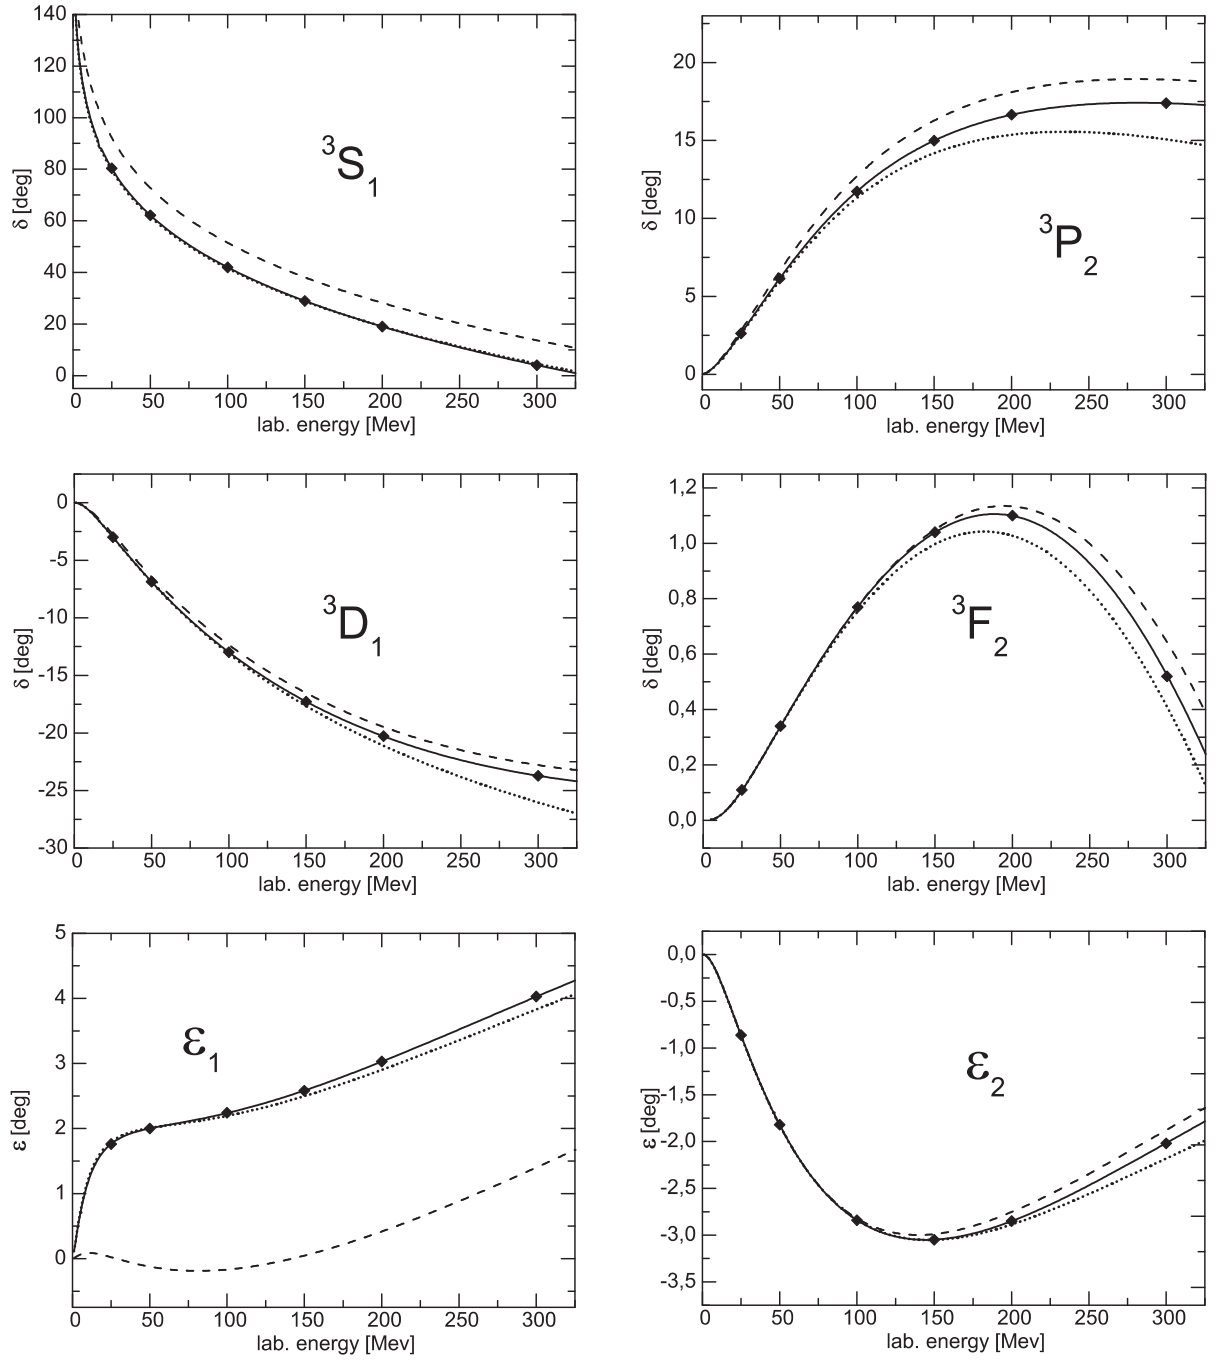 140
120
100
80
60
40
20
0
δ [deg]
³S₁
0 50 100 150 200 250 300
lab. energy [Mev]
20
15
10
5
0
δ [deg]
³P₂
0 50 100 150 200 250 300
lab. energy [Mev]
0
-5
-10
-15
-20
-25
-30
δ [deg]
³D₁
0 50 100 150 200 250 300
lab. energy [Mev]
1,2
1,0
0,8
0,6
0,4
0,2
0,0
δ [deg]
³F₂
0 50 100 150 200 250 300
lab. energy [Mev]
5
4
3
2
1
0
ε [deg]
ε₁
0 50 100 150 200 250 300
lab. energy [Mev]
0,0
-0,5
-1,0
-1,5
-2,0
-2,5
-3,0
-3,5
ε [deg]
ε₂
0 50 100 150 200 250 300
lab. energy [Mev]